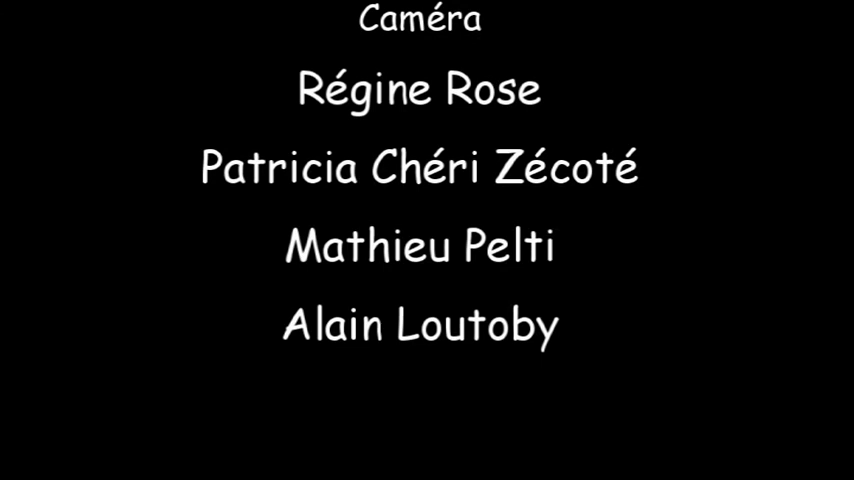 Caméra
Régine Rose
Patricia Chéri Zécoté
Mathieu Pelti
Alain Loutoby